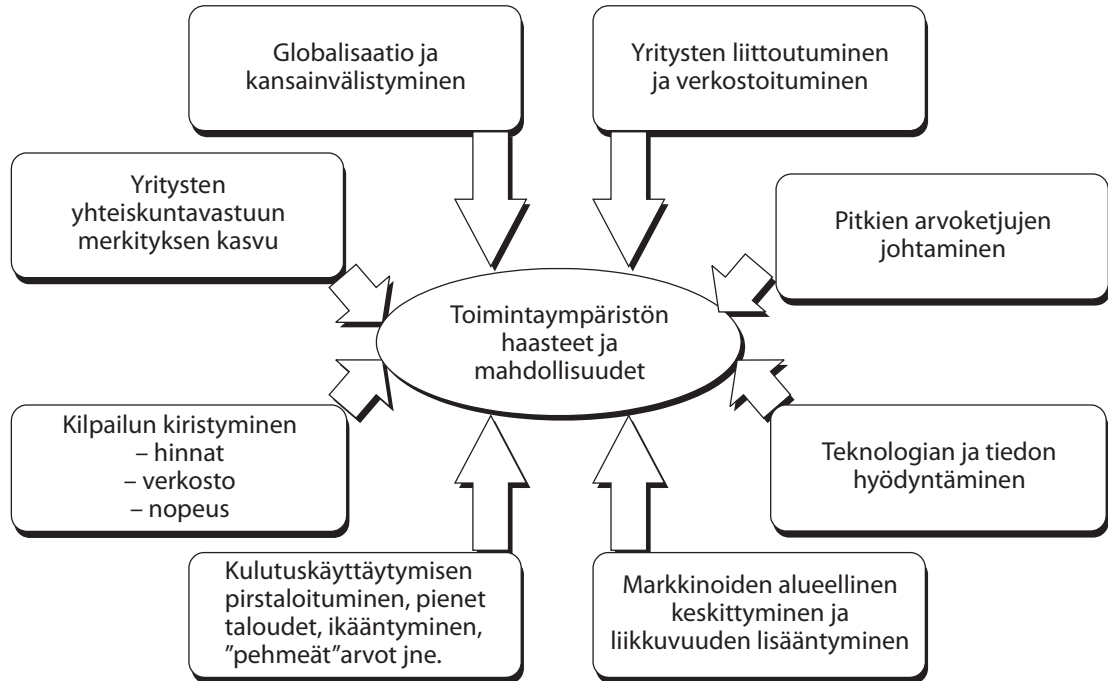 Globalisaatio ja
kansainvälistyminen
Yritysten liittoutuminen
ja verkostoituminen
Yritysten
yhteiskuntavastuun
merkityksen kasvu
Pitkien arvoketjujen
johtaminen
Toimintaympäristön
haasteet ja
mahdollisuudet
Kilpailun kiristyminen
– hinnat
– verkosto
– nopeus
Teknologian ja tiedon
hyödyntäminen
Kulutuskäyttäytymisen
pirstaloituminen, pienet
taloudet, ikääntyminen,
”pehmeät”arvot jne.
Markkinoiden alueellinen
keskittyminen ja
liikkuvuuden lisääntyminen